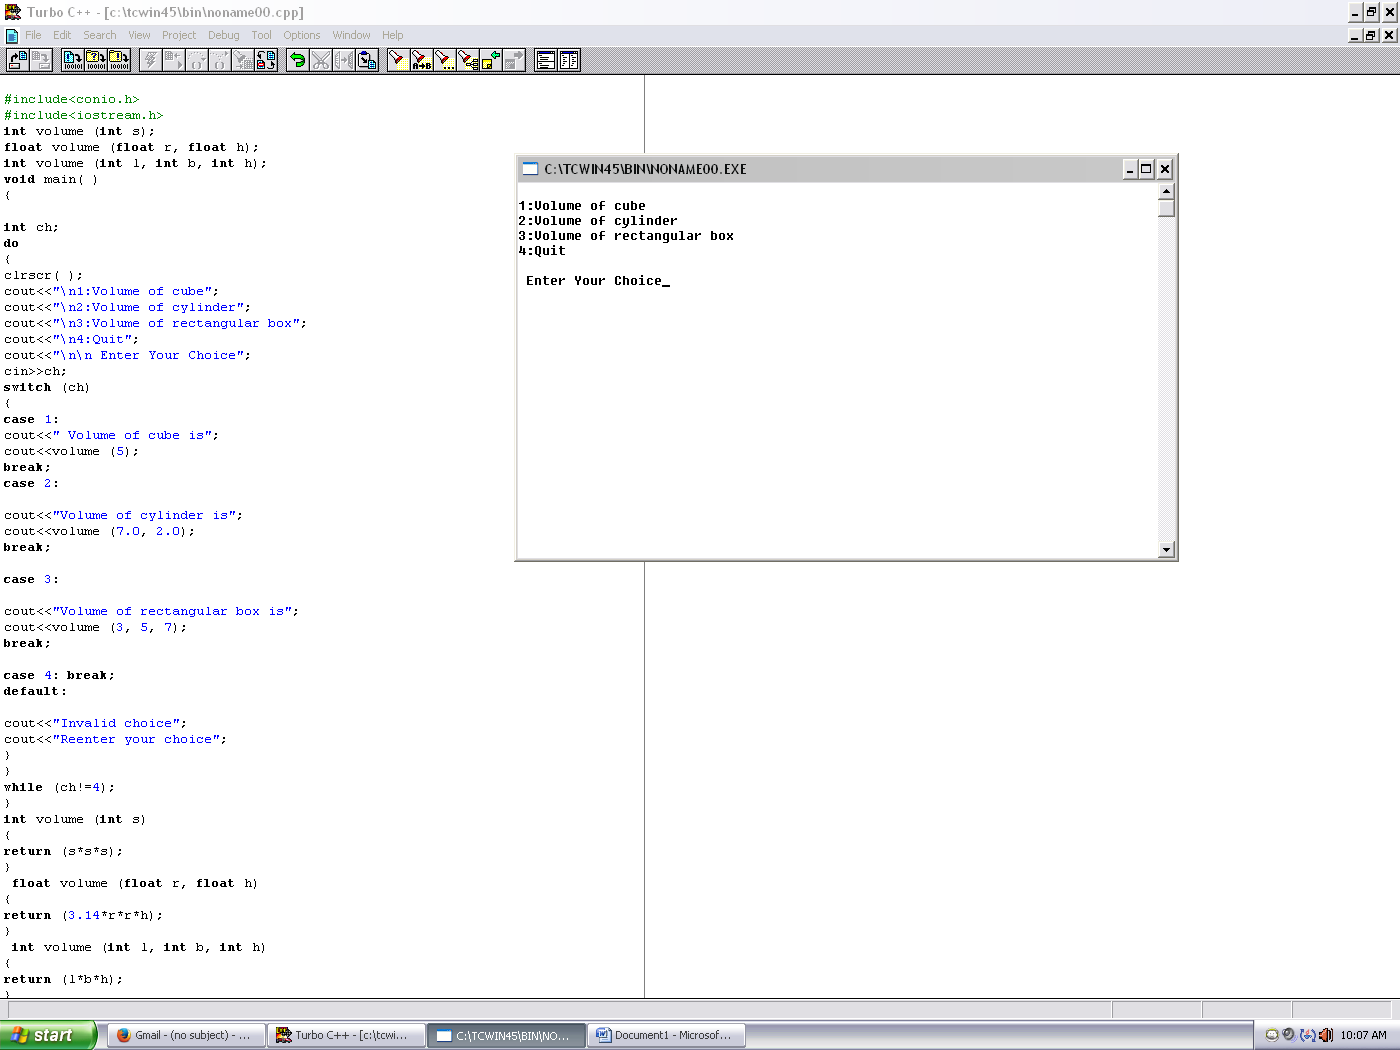 Turbo C++ - [c:\tcwin45\bin\noname00.cpp]
File Edit Search View Project Debug Tool Options Window Help
#include<conio.h>
#include<iostream.h>
int volume (int s);
float volume (float r, float h);
int volume (int l, int b, int h);
void main( )
{
int ch;
do
{
clrscr( );
cout<<"\n1:Volume of cube";
cout<<"\n2:Volume of cylinder";
cout<<"\n3:Volume of rectangular box";
cout<<"\n4:Quit";
cout<<"\n\n Enter Your Choice";
cin>>ch;
switch (ch)
{
case 1:
cout<<" Volume of cube is";
cout<<volume (5);
break;
case 2:
cout<<"Volume of cylinder is";
cout<<volume (7.0, 2.0);
break;
case 3:
cout<<"Volume of rectangular box is";
cout<<volume (3, 5, 7);
break;
case 4: break;
default:
cout<<"Invalid choice";
cout<<"Reenter your choice";
}
}
while (ch!=4);
}
int volume (int s)
{
return (s*s*s);
}
float volume (float r, float h)
{
return (3.14*r*r*h);
}
int volume (int l, int b, int h)
{
return (l*b*h);
}
C:\TCWIN45\BIN\NONAME00.EXE
1:Volume of cube
2:Volume of cylinder
3:Volume of rectangular box
4:Quit
Enter Your Choice_
start
Gmail - (no subject) - ...
Turbo C++ - [c:\tcwi...
C:\TCWIN45\BIN\NO...
Document1 - Microsof...
10:07 AM